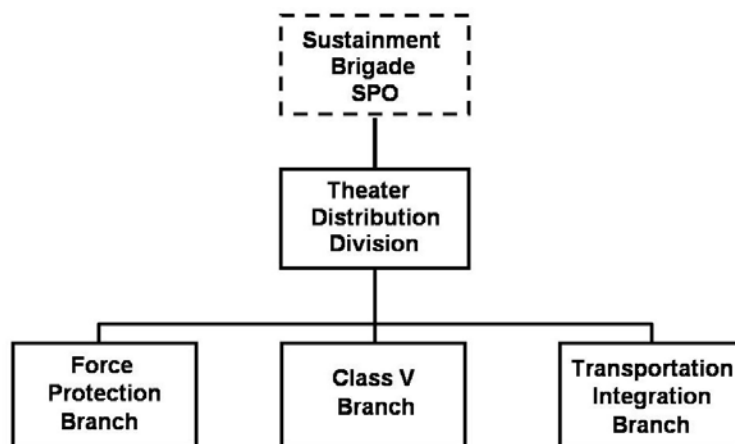 Sustainment
Brigade
SPO
Theater
Distribution
Division
Force
Protection
Branch
Class V
Branch
Transportation
Integration
Branch